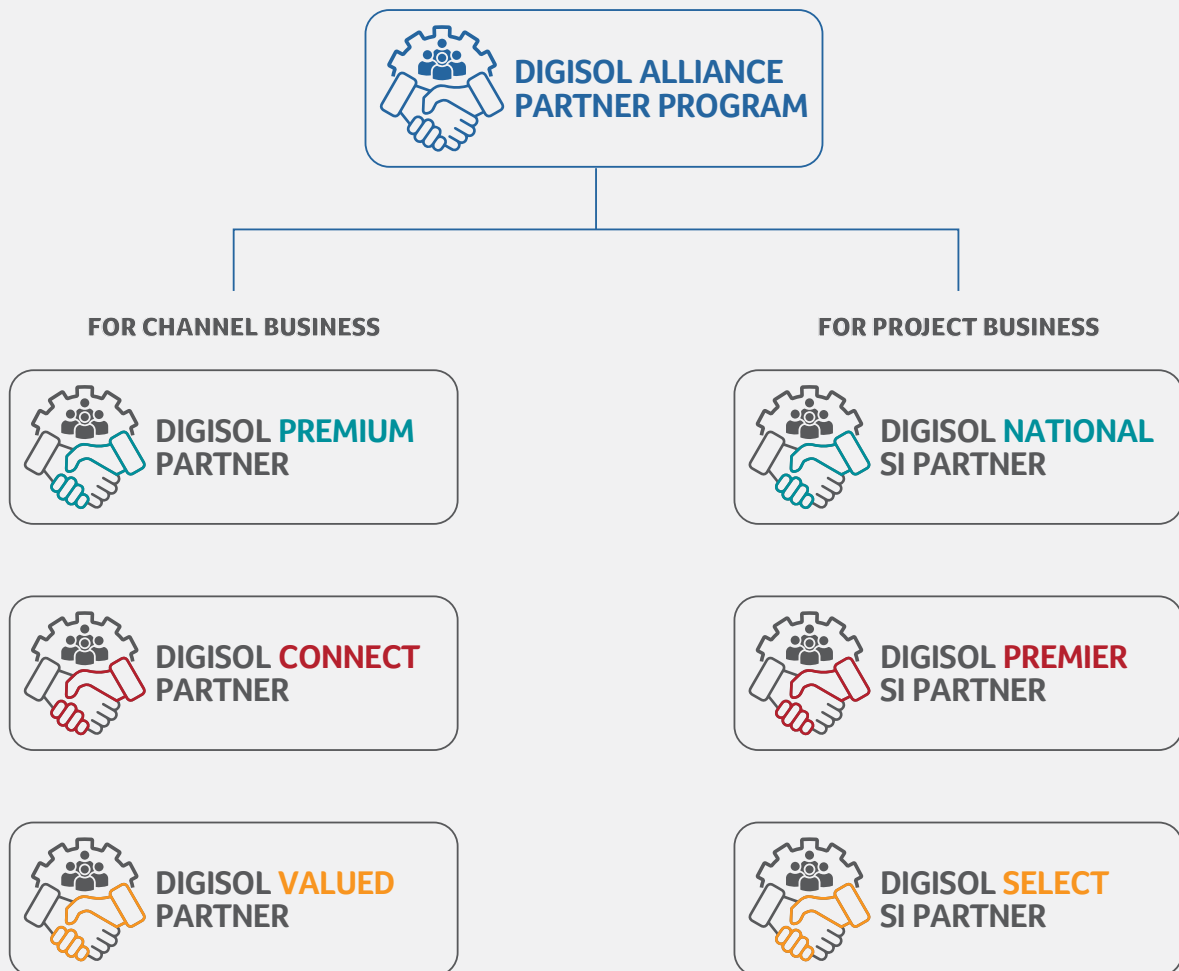 DIGISOL ALLIANCE
PARTNER PROGRAM
FOR CHANNEL BUSINESS
DIGISOL PREMIUM
PARTNER
DIGISOL CONNECT
PARTNER
DIGISOL VALUED
PARTNER
FOR PROJECT BUSINESS
DIGISOL NATIONAL
SI PARTNER
DIGISOL PREMIER
SI PARTNER
DIGISOL SELECT
SI PARTNER